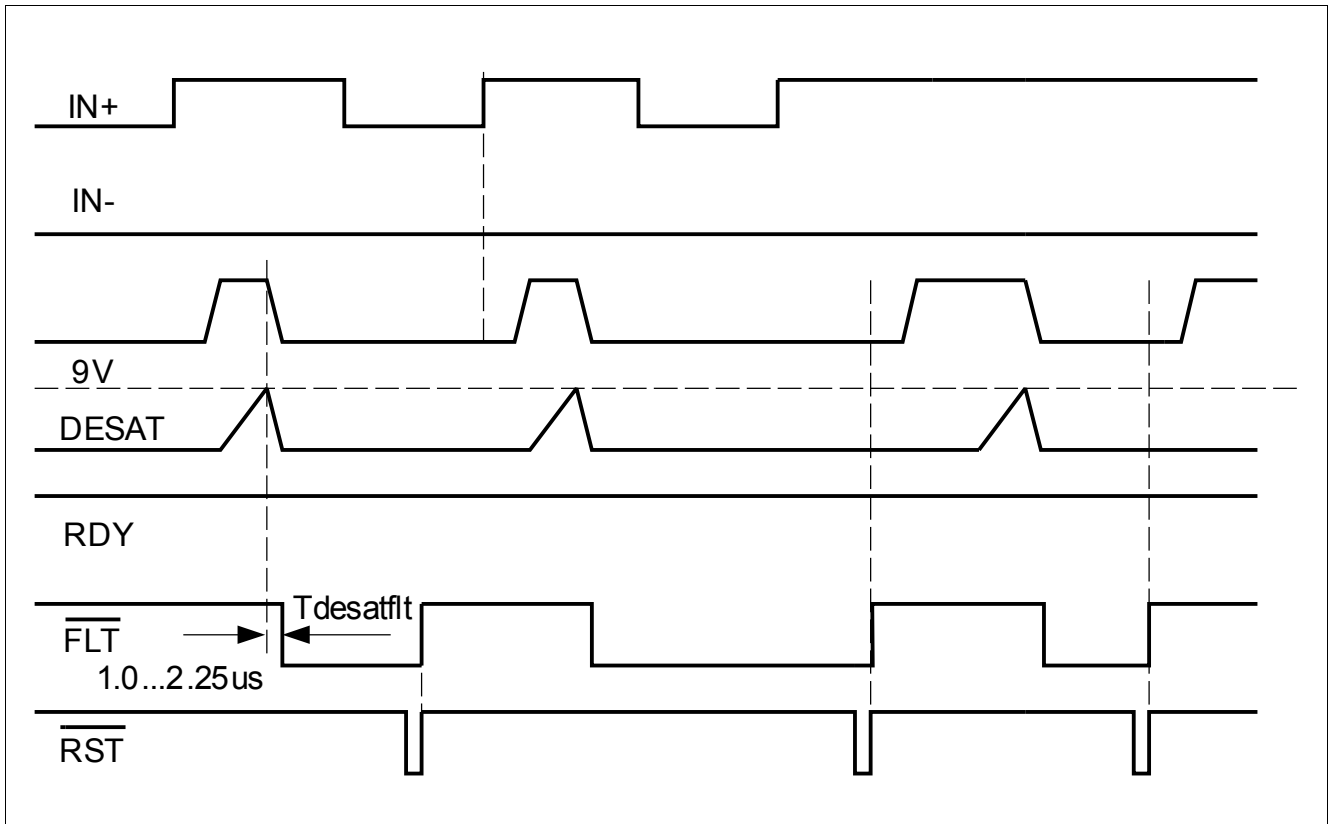 IN+
IN-
9V
DESAT
RDY
FLT
Tdesatflt
1.0...2.25us
RST